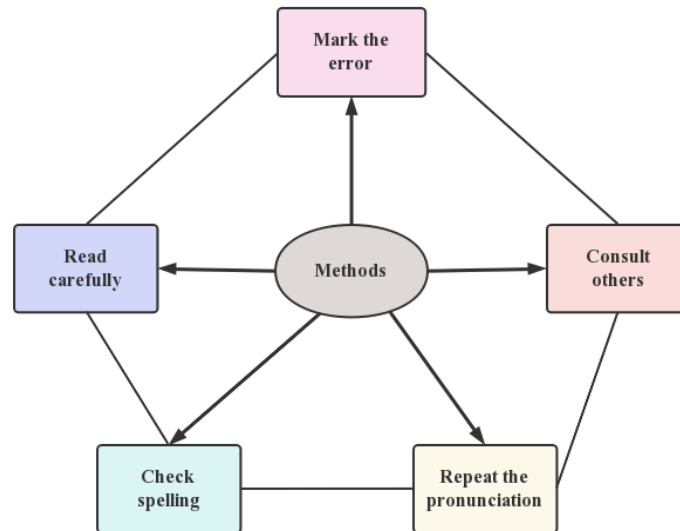 Mark the
error
Read
carefully
Methods
Consult
others
Check
spelling
Repeat the
pronunciation